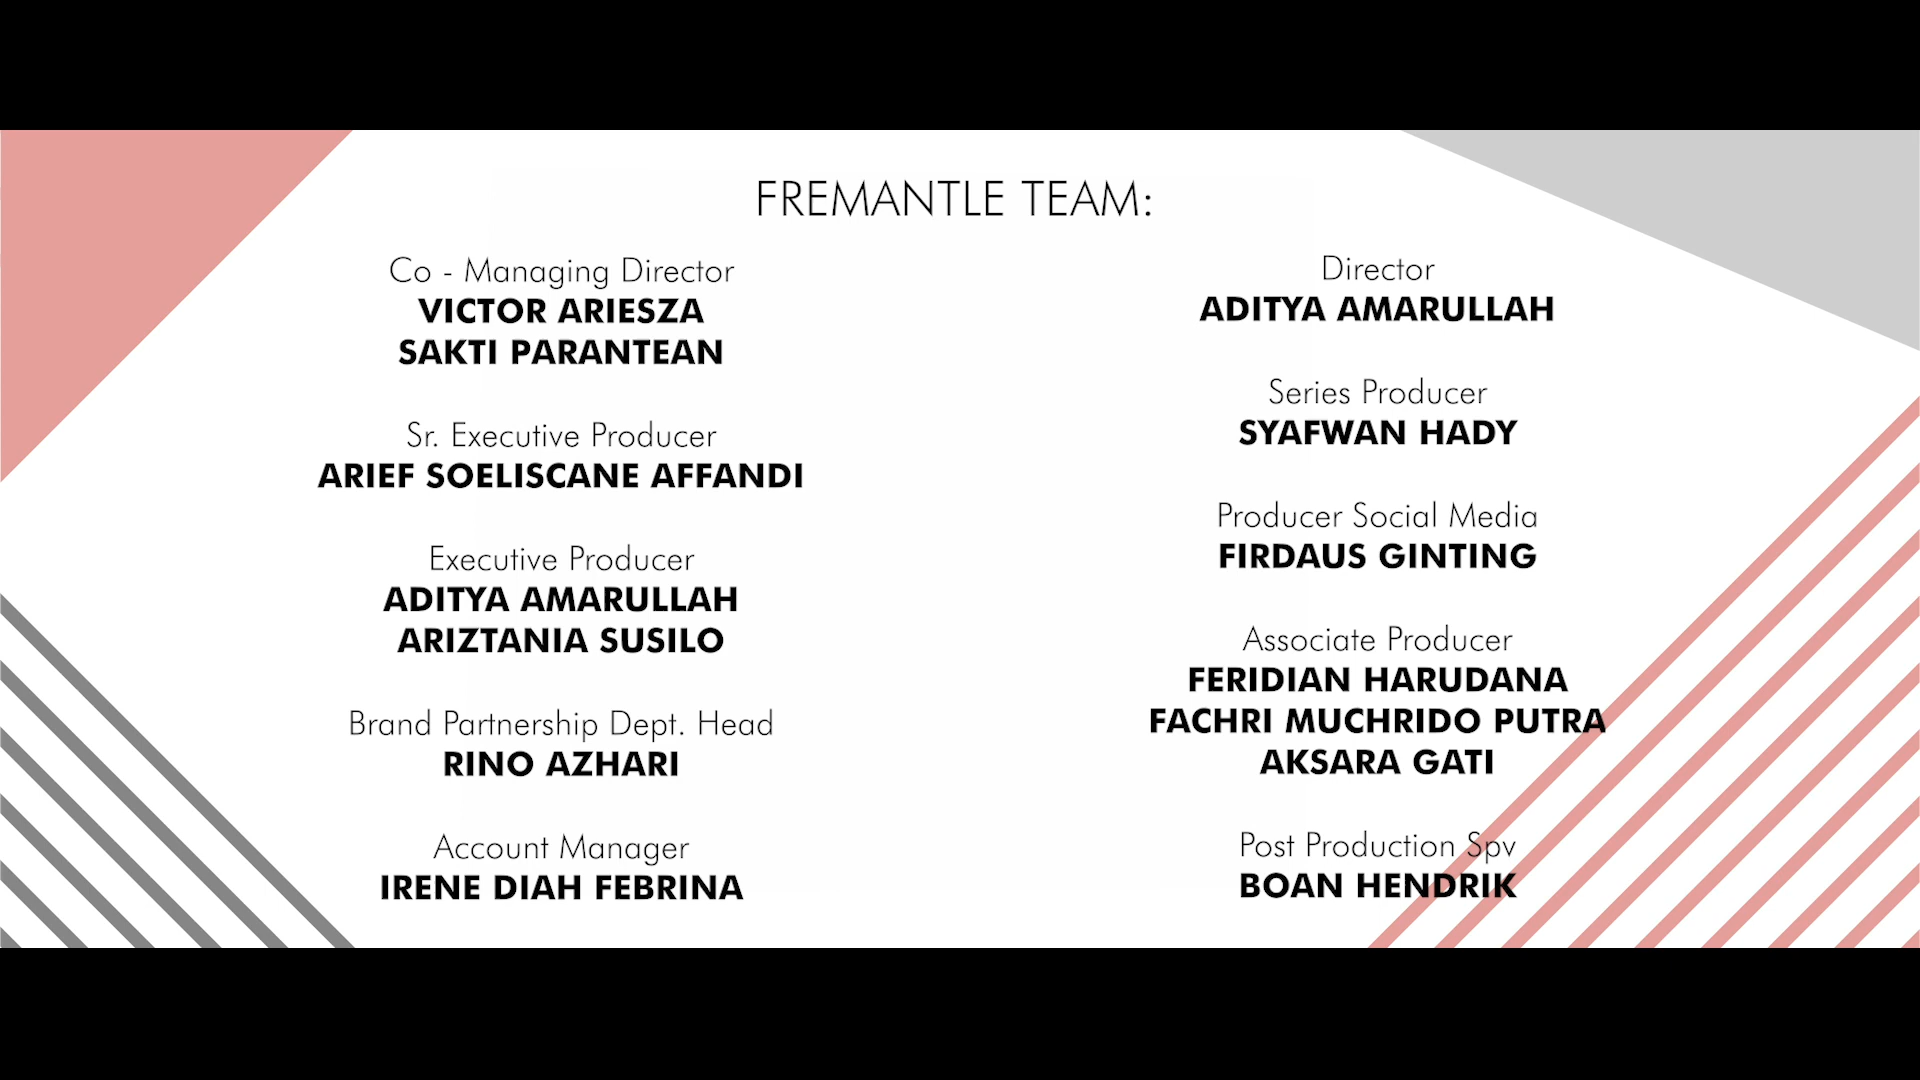 FREMANTLE TEAM:
Co - Managing Director
VICTOR ARIESZA
SAKTI PARANTEAN
Sr. Executive Producer
ARIEF SOELISCANE AFFANDI
Executive Producer
ADITYA AMARULLAH
ARIZTANIA SUSILO
Brand Partnership Dept. Head
RINO AZHARI
Account Manager
IRENE DIAH FEBRINA
Director
ADITYA AMARULLAH
Series Producer
SYAFWAN HADY
Producer Social Media
FIRDAUS GINTING
Associate Producer
FERIDIAN HARUDANA
FACHRI MUCHRIDO PUTRA
AKSARA GATI
Post Production Spv
BOAN HENDRIK